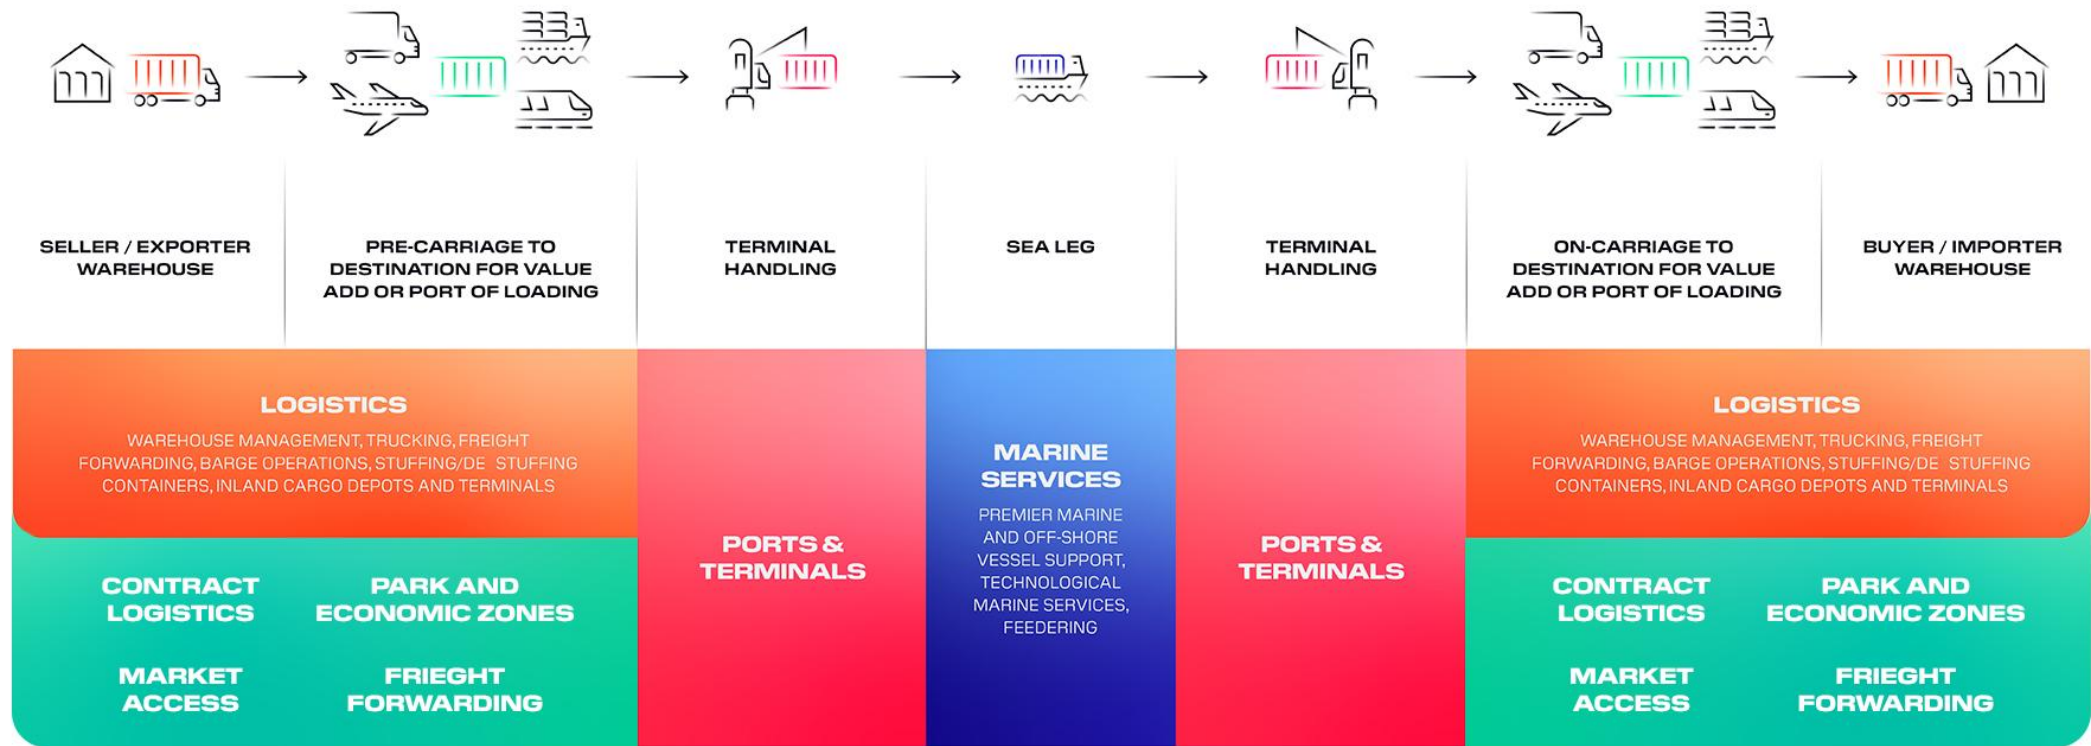 SELLER / EXPORTER
WAREHOUSE
PRE-CARRIAGE TO
DESTINATION FOR VALUE
ADD OR PORT OF LOADING
TERMINAL
HANDLING
SEA LEG
TERMINAL
HANDLING
ON-CARRIAGE TO
DESTINATION FOR VALUE
ADD OR PORT OF LOADING
BUYER / IMPORTER
WAREHOUSE
LOGISTICS
WAREHOUSE MANAGEMENT, TRUCKING, FREIGHT
FORWARDING, BARGE OPERATIONS, STUFFING/DE STUFFING
CONTAINERS, INLAND CARGO DEPOTS AND TERMINALS
CONTRACT
LOGISTICS
PARK AND
ECONOMIC ZONES
MARKET
ACCESS
FRIEGHT
FORWARDING
PORTS &
TERMINALS
MARINE
SERVICES
PREMIER MARINE
AND OFF-SHORE
VESSEL SUPPORT,
TECHNOLOGICAL
MARINE SERVICES,
FEEDERING
PORTS &
TERMINALS
LOGISTICS
WAREHOUSE MANAGEMENT, TRUCKING, FREIGHT
FORWARDING, BARGE OPERATIONS, STUFFING/DE STUFFING
CONTAINERS, INLAND CARGO DEPOTS AND TERMINALS
CONTRACT
LOGISTICS
PARK AND
ECONOMIC ZONES
MARKET
ACCESS
FRIEGHT
FORWARDING